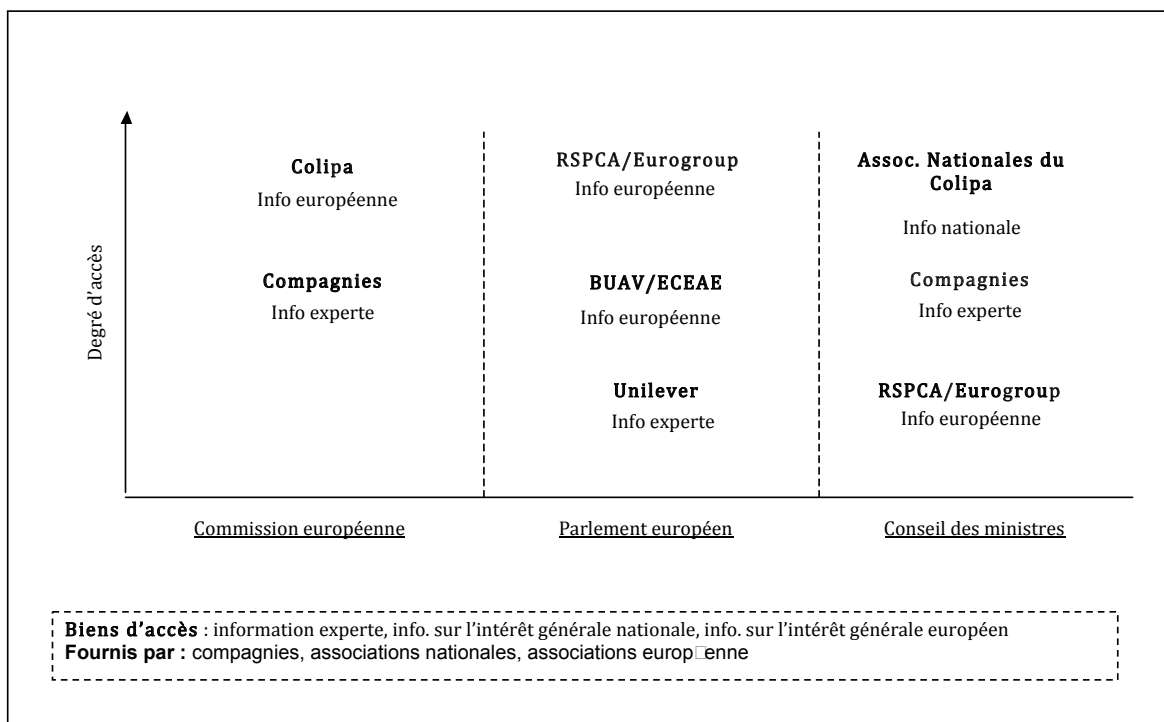 Degré d'accès
Colipa
Info européenne
Compagnies
Info experte
RSPCA/Eurogroup
Info européenne
BUAV/ECEAE
Info européenne
Unilever
Info experte
Assoc. Nationales du
Colipa
Info nationale
Compagnies
Info experte
RSPCA/Eurogroup
Info européenne
Commission européenne
Parlement européen
Conseil des ministres
Biens d'accès : information experte, info. sur l'intérêt générale nationale, info. sur l'intérêt générale européen
Fournis par : compagnies, associations nationales, associations europ□enne